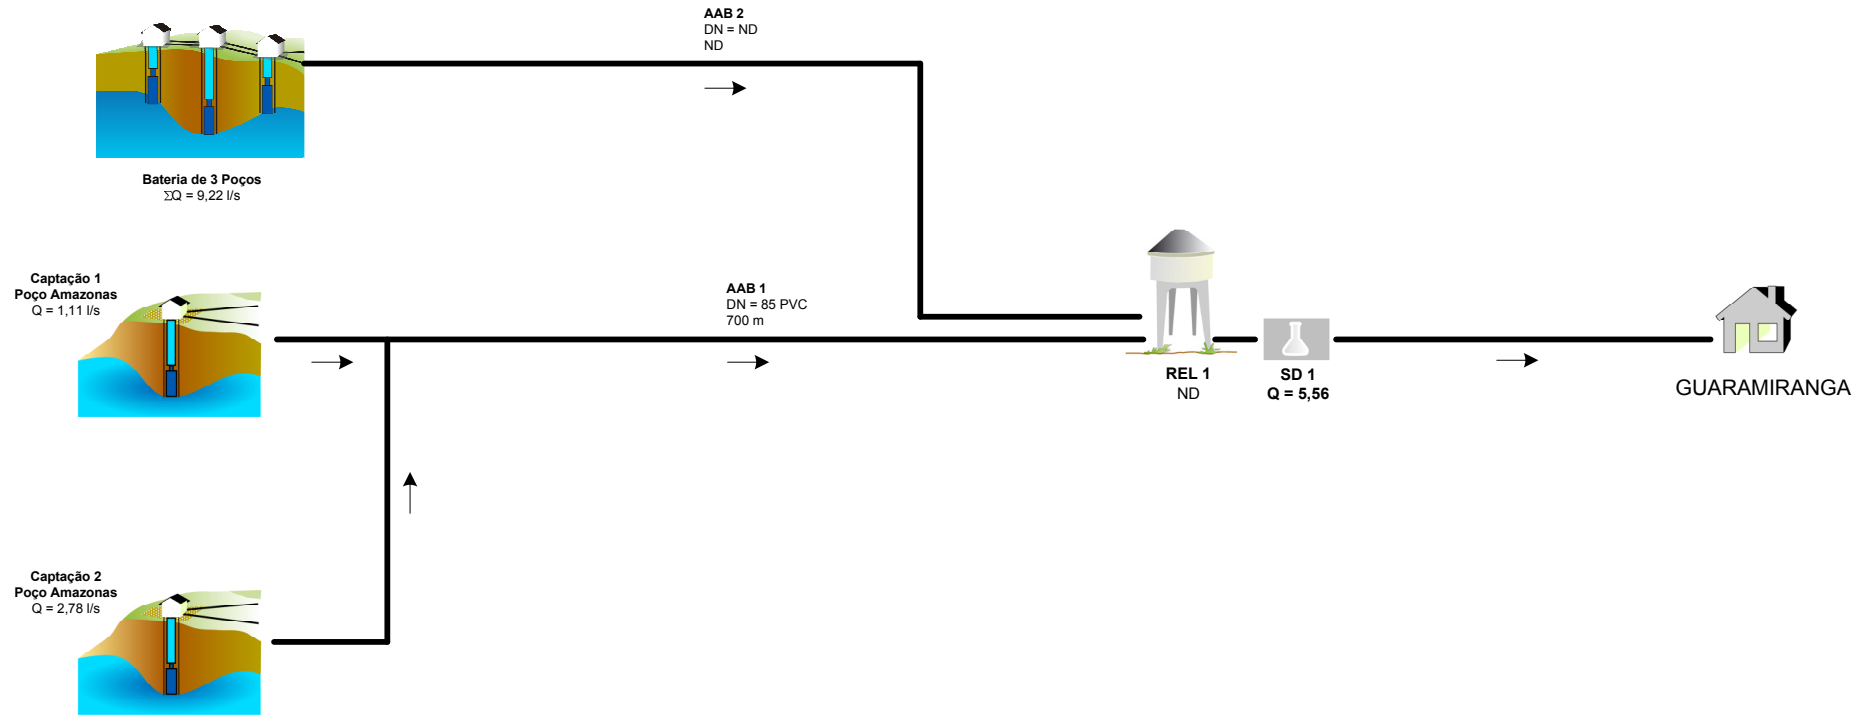 AAB 2
DN = ND
ND
Bateria de 3 Poços
ΣQ = 9,22 l/s
Captação 1
Poço Amazonas
Q = 1,11 l/s
AAB 1
DN = 85 PVC
700 m
REL 1
ND
SD 1
Q = 5,56
GUARAMIRANGA
Captação 2
Poço Amazonas
Q = 2,78 l/s